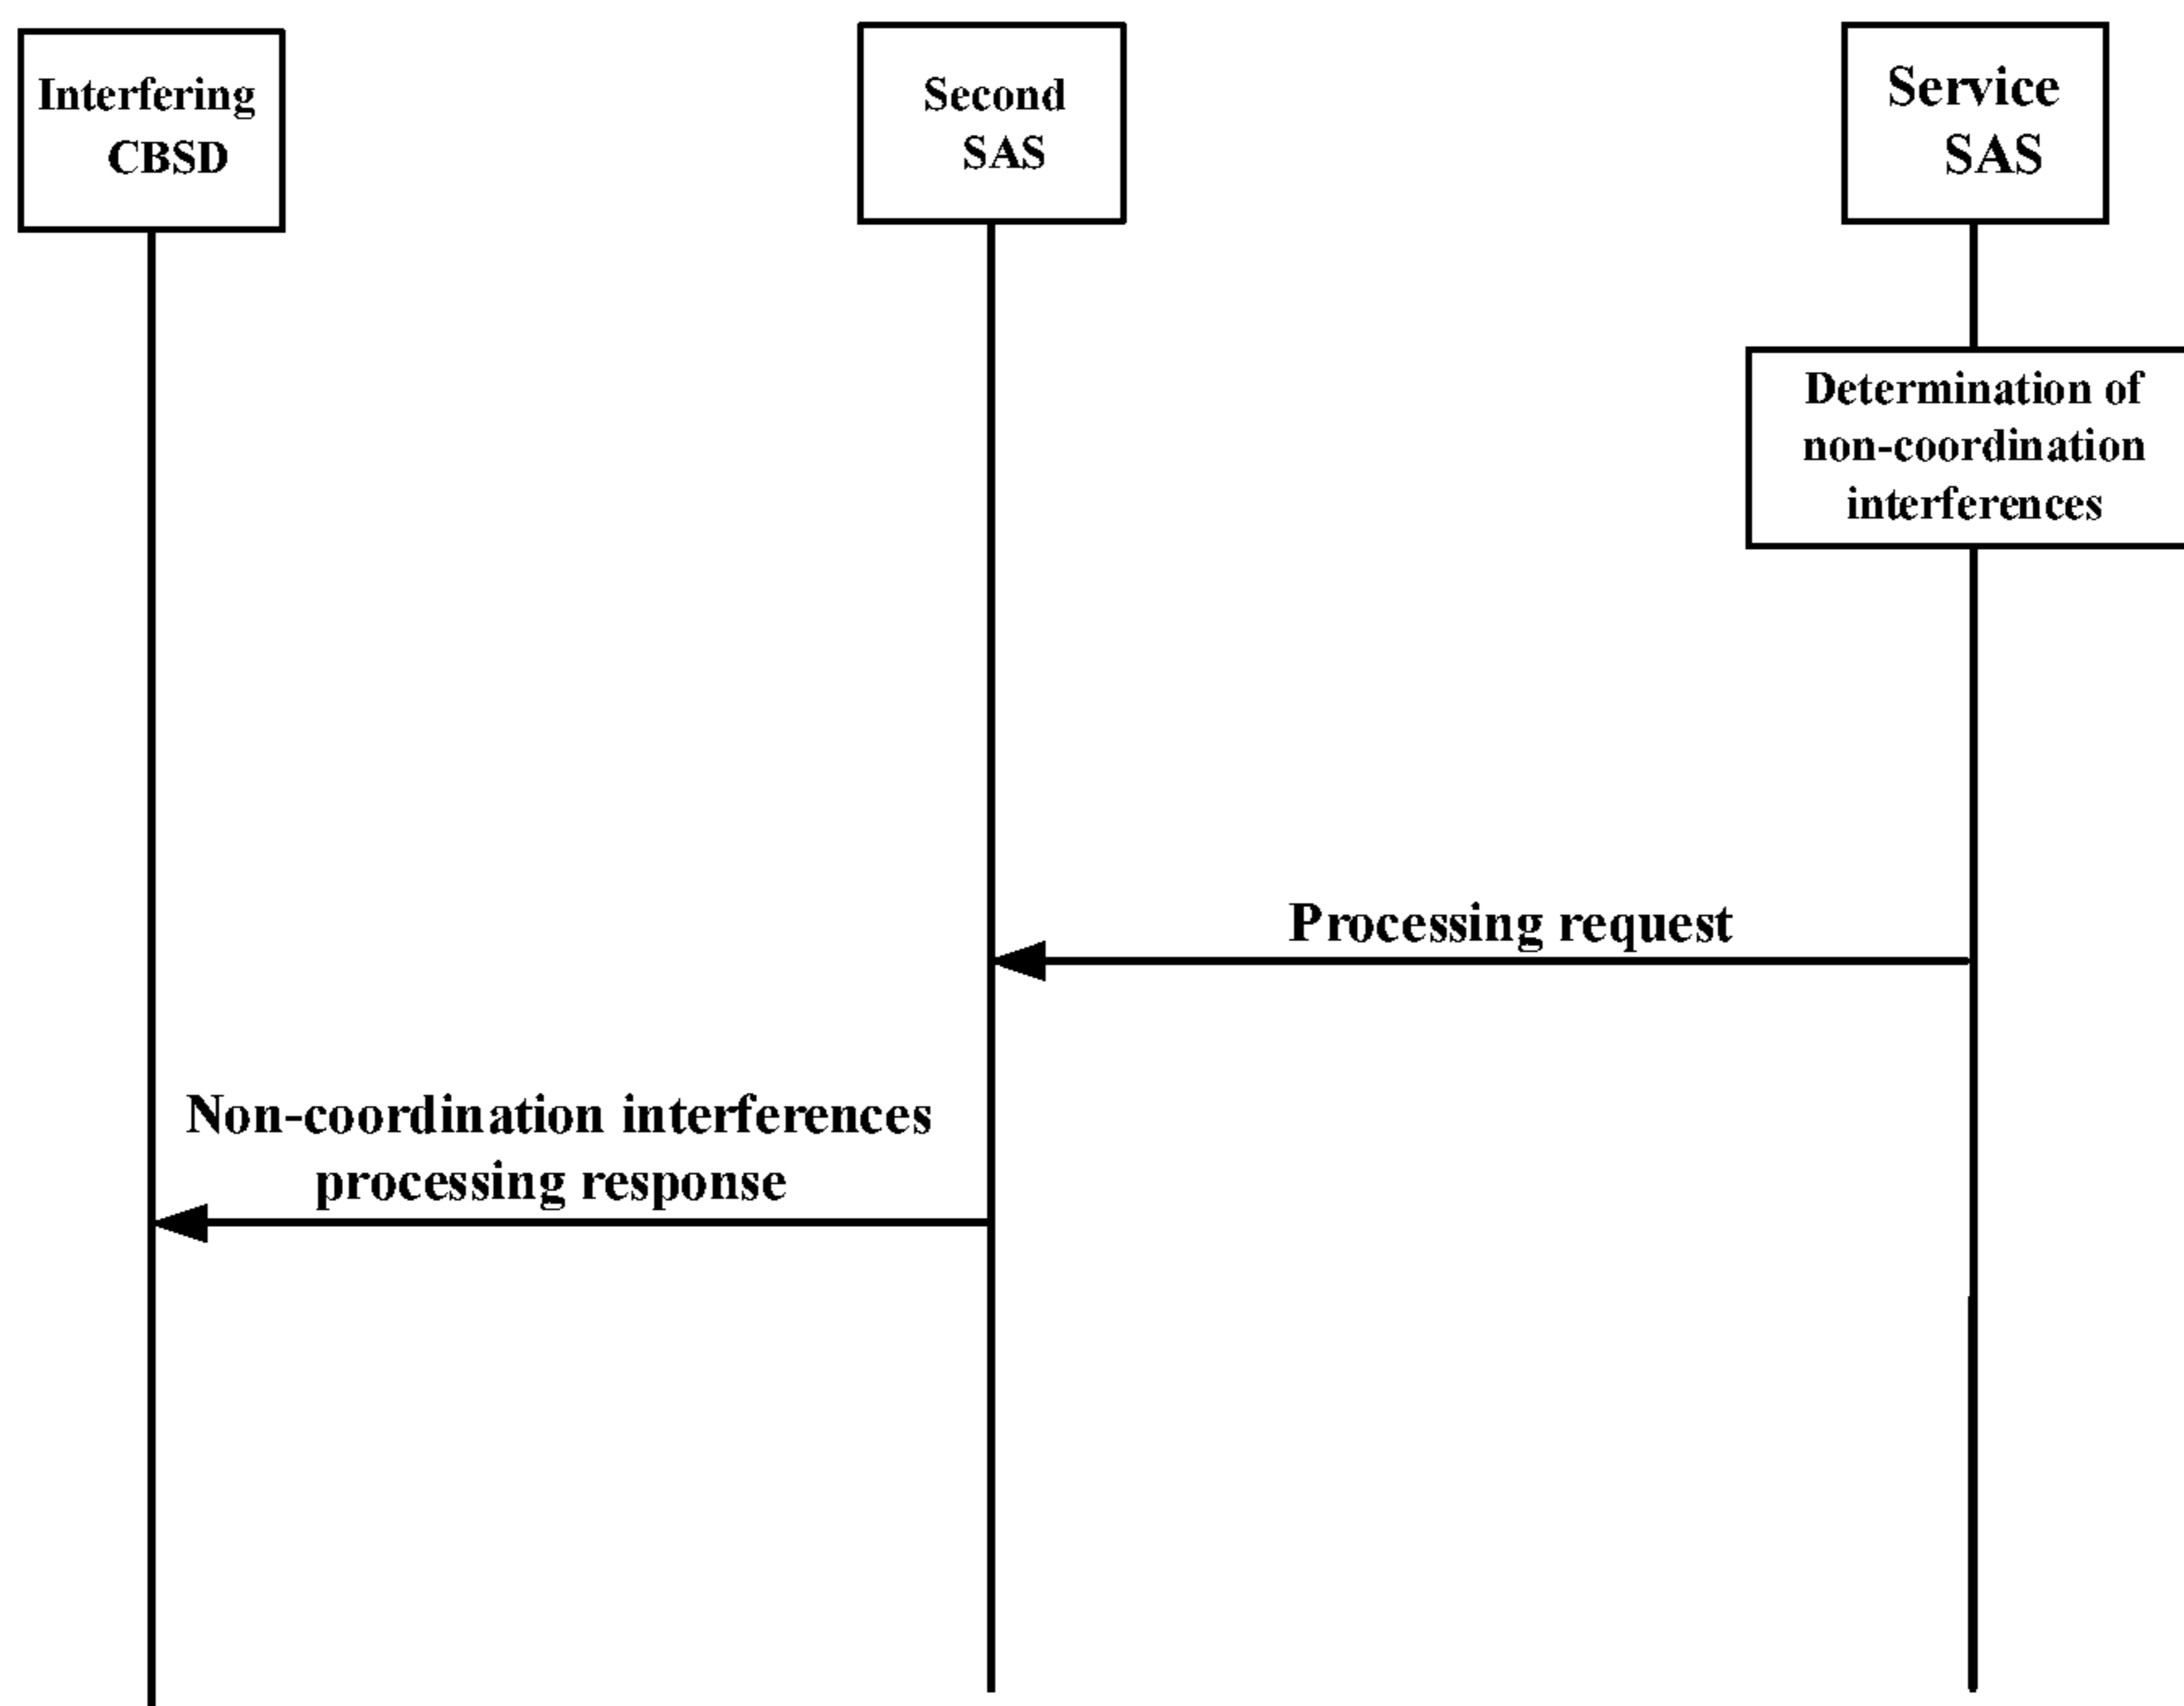 Interfering
CBSD
Second
SAS
Service
SAS
Determination of
non-coordination
interferences
Processing request
Non-coordination interferences
processing response